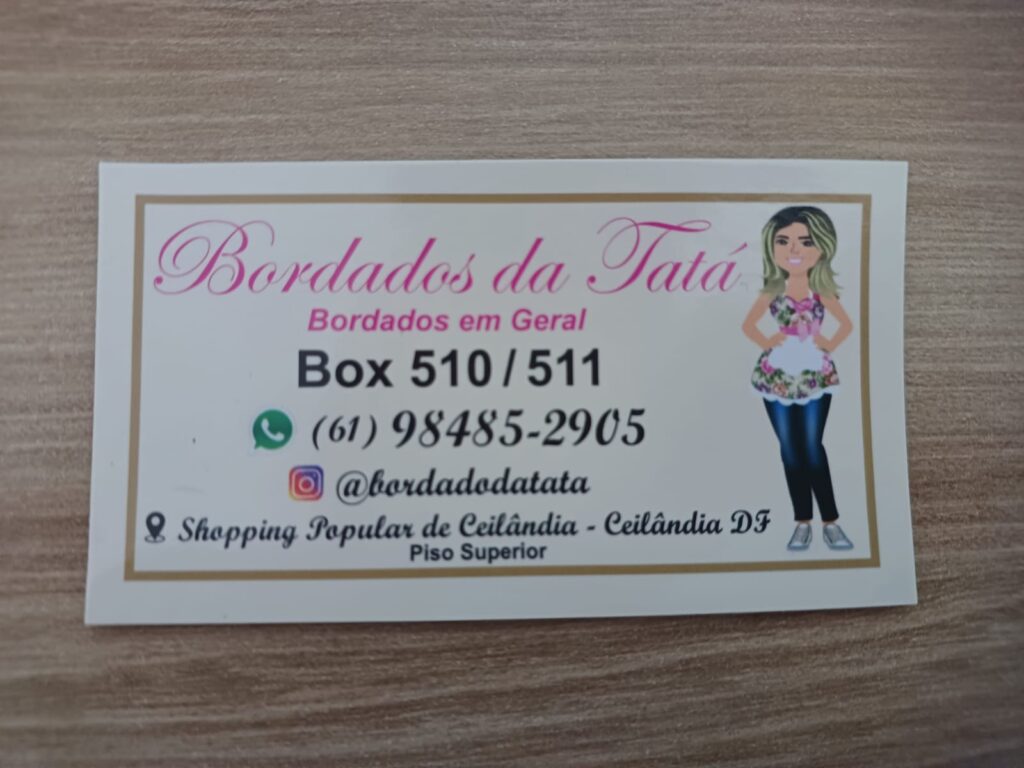 Bordados da Tatá
Bordados em Geral
Box 510 / 511
(61) 98485-2905
@bordadodatata
Shopping Popular de Ceilândia - Ceilândia DF
Piso Superior